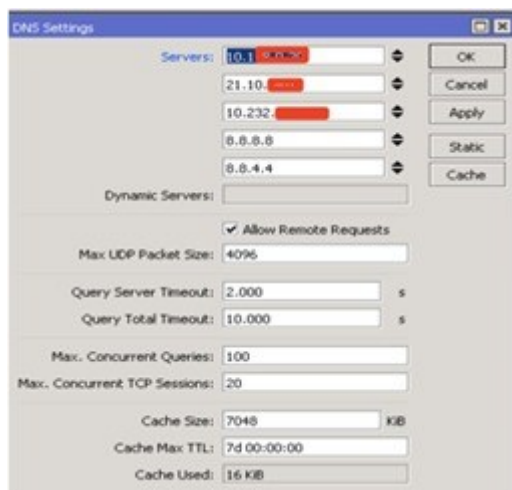 DNS Settings
Servers: 10.1 OK
21.10. Cancel
10.232. Apply
8.8.8.8 Static
8.8.4.4 Cache
Dynamic Servers:
Allow Remote Requests
Max UDP Packet Size: 4096
Query Server Timeout: 2.000 s
Query Total Timeout: 10.000 s
Max. Concurrent Queries: 100
Max. Concurrent TCP Sessions: 20
Cache Size: 7048 KiB
Cache Max TTL: 7d 00:00:00
Cache Used: 16 KiB